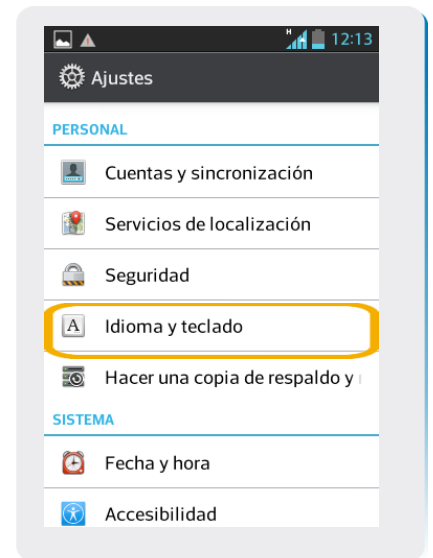 H 12:13
Ajustes
PERSONAL
Cuentas y sincronización
Servicios de localización
Seguridad
A Idioma y teclado
Hacer una copia de respaldo y
SISTEMA
Fecha y hora
Accesibilidad